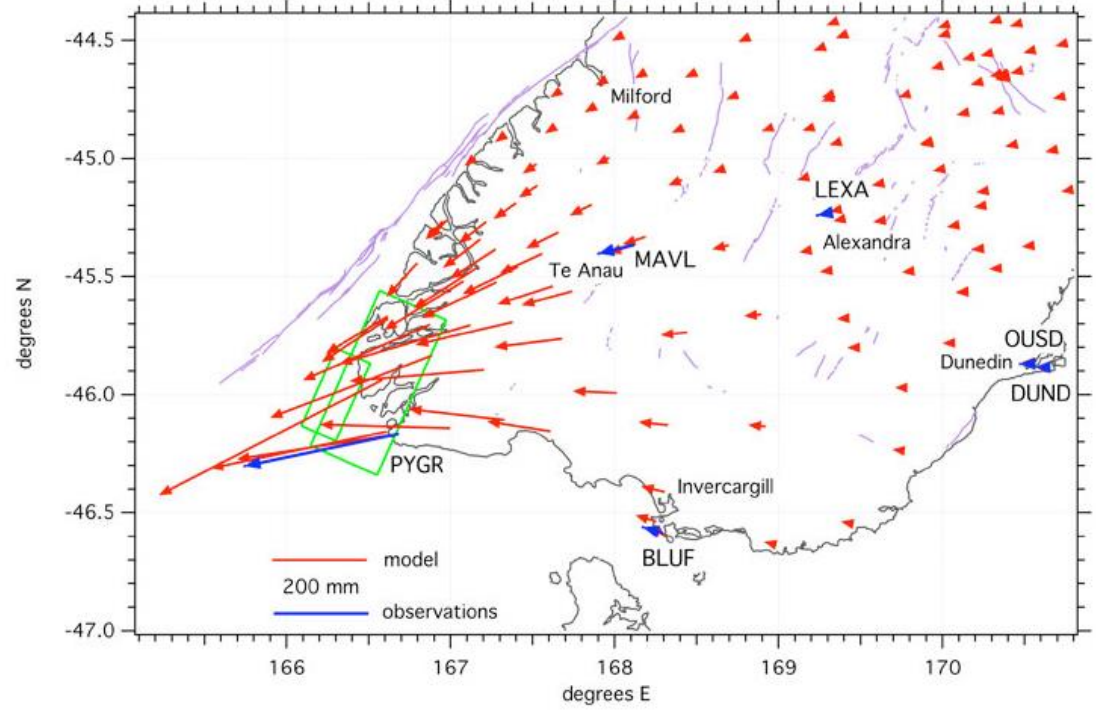 -44.5
-45.0
-45.5
-46.0
-46.5
-47.0
degrees N
Milford
LEXA
Alexandra
MAVL
Te Anau
OUSD
Dunedin
DUND
PYGR
Invercargill
BLUF
model
200 mm
observations
166
167
168
169
170
degrees E